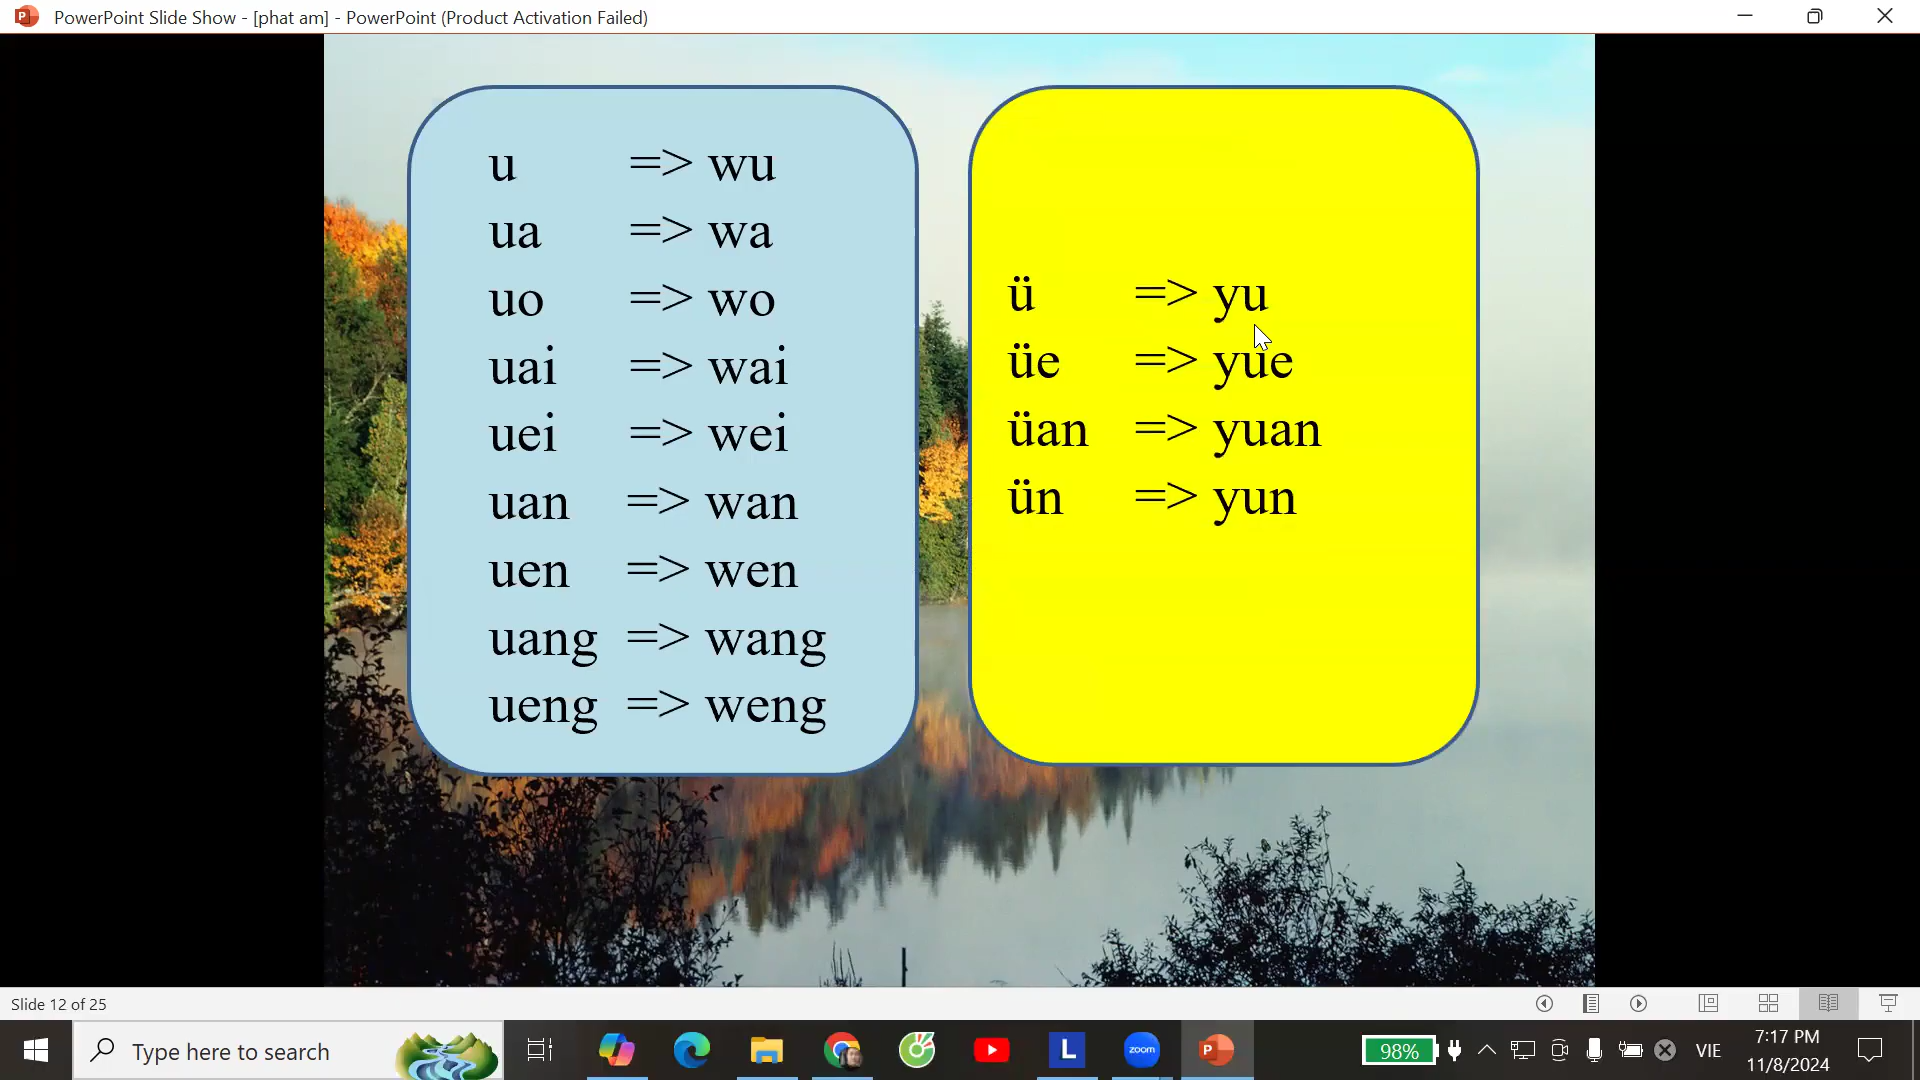 PowerPoint Slide Show - [phat am] - PowerPoint (Product Activation Failed)
u => wu
ua => wa
uo => wo
uai => wai
uei => wei
uan => wan
uen => wen
uang => wang
ueng => weng
ü => yu
üe => yue
üan => yuan
ün => yun
Slide 12 of 25
Type here to search
L
zoom
98%
VIE
7:17 PM
11/8/2024